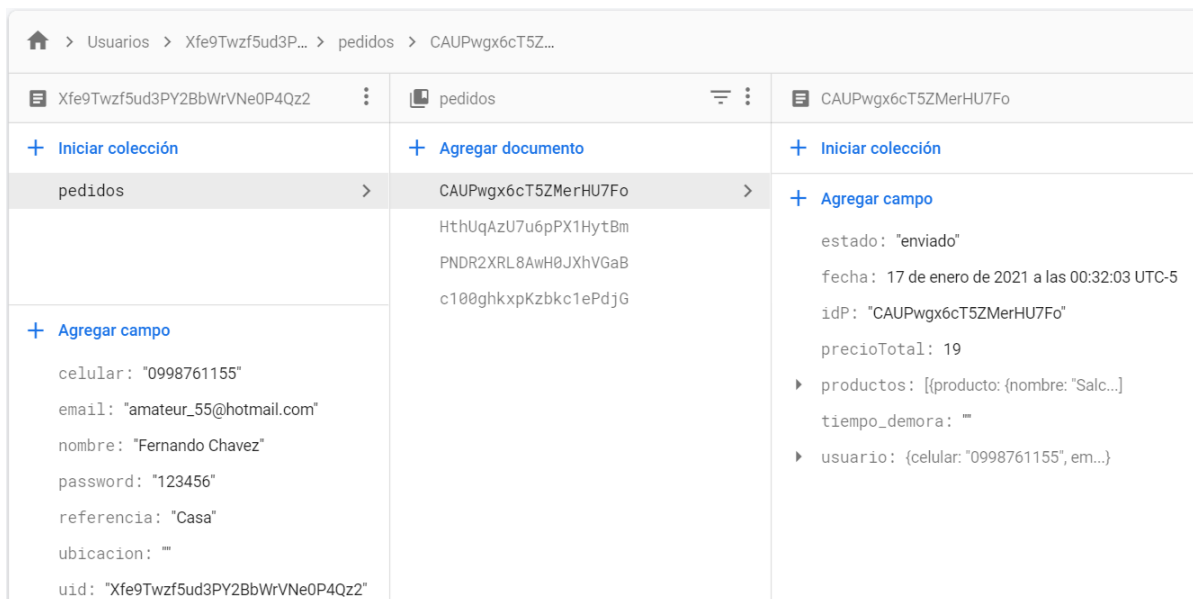 Usuarios > Xfe9Twzf5ud3P... > pedidos > CAUPwgx6cT5Z...
Xfe9Twzf5ud3PY2BbWrVNe0P4Qz2
+ Iniciar colección
pedidos >
+ Agregar campo
celular: "0998761155"
email: "amateur_55@hotmail.com"
nombre: "Fernando Chavez"
password: "123456"
referencia: "Casa"
ubicacion: ""
uid: "Xfe9Twzf5ud3PY2BbWrVNe0P4Qz2"
pedidos
+ Agregar documento
CAUPwgx6cT5ZMerHU7Fo >
HthUqAzU7u6pPX1HytBm
PNDR2XRL8AwH0JXhVGaB
c100ghkxpKzbkc1ePdjG
CAUPwgx6cT5ZMerHU7Fo
+ Iniciar colección
+ Agregar campo
estado: "enviado"
fecha: 17 de enero de 2021 a las 00:32:03 UTC-5
idP: "CAUPwgx6cT5ZMerHU7Fo"
precioTotal: 19
productos: [{producto: {nombre: "Salc...]
tiempo_demora: ""
usuario: {celular: "0998761155", em...}